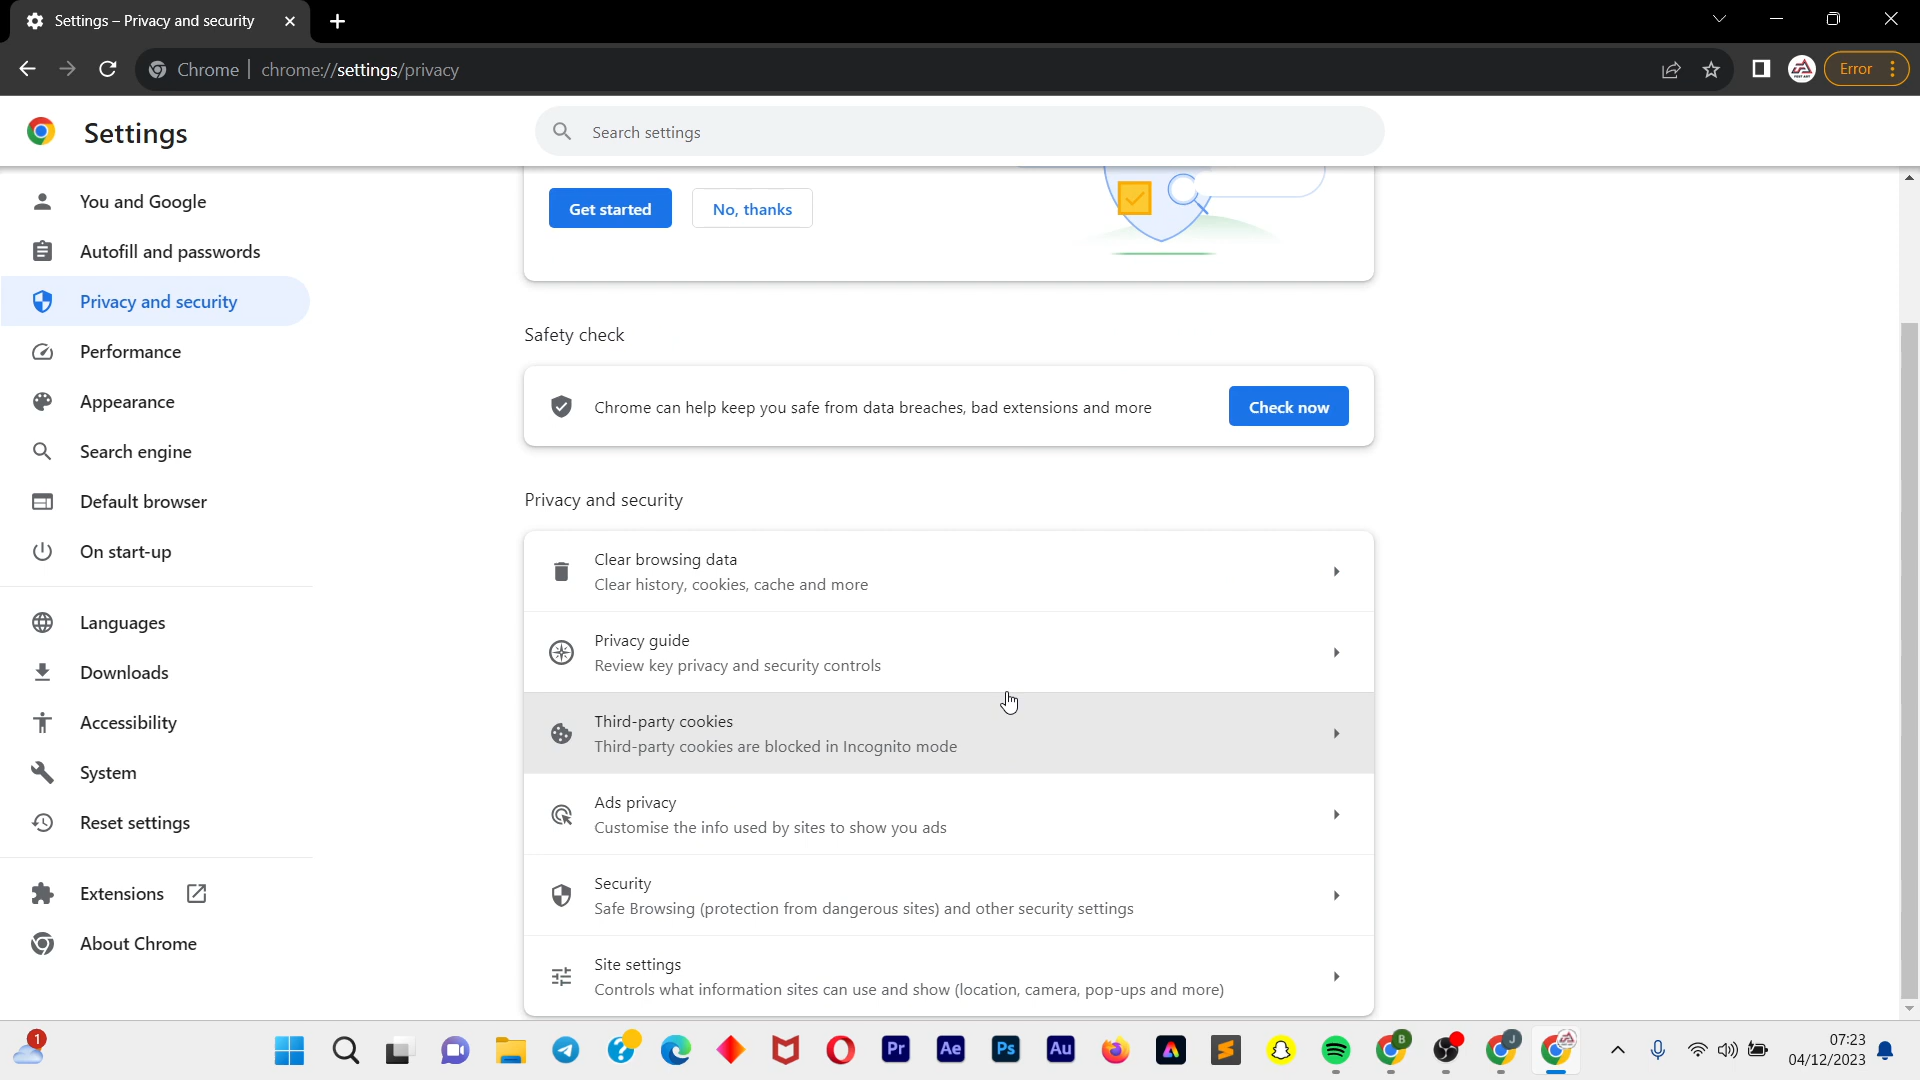 Settings – Privacy and security
Chrome
chrome://settings/privacy
Error
Settings
Search settings
You and Google
Autofill and passwords
Privacy and security
Performance
Appearance
Search engine
Default browser
On start-up
Languages
Downloads
Accessibility
System
Reset settings
Extensions
About Chrome
Get started
No, thanks
Safety check
Chrome can help keep you safe from data breaches, bad extensions and more
Check now
Privacy and security
Clear browsing data
Clear history, cookies, cache and more
Privacy guide
Review key privacy and security controls
Third-party cookies
Third-party cookies are blocked in Incognito mode
Ads privacy
Customise the info used by sites to show you ads
Security
Safe Browsing (protection from dangerous sites) and other security settings
Site settings
Controls what information sites can use and show (location, camera, pop-ups and more)
1
Pr
Ae
Ps
Au
B
J
07:23
04/12/2023